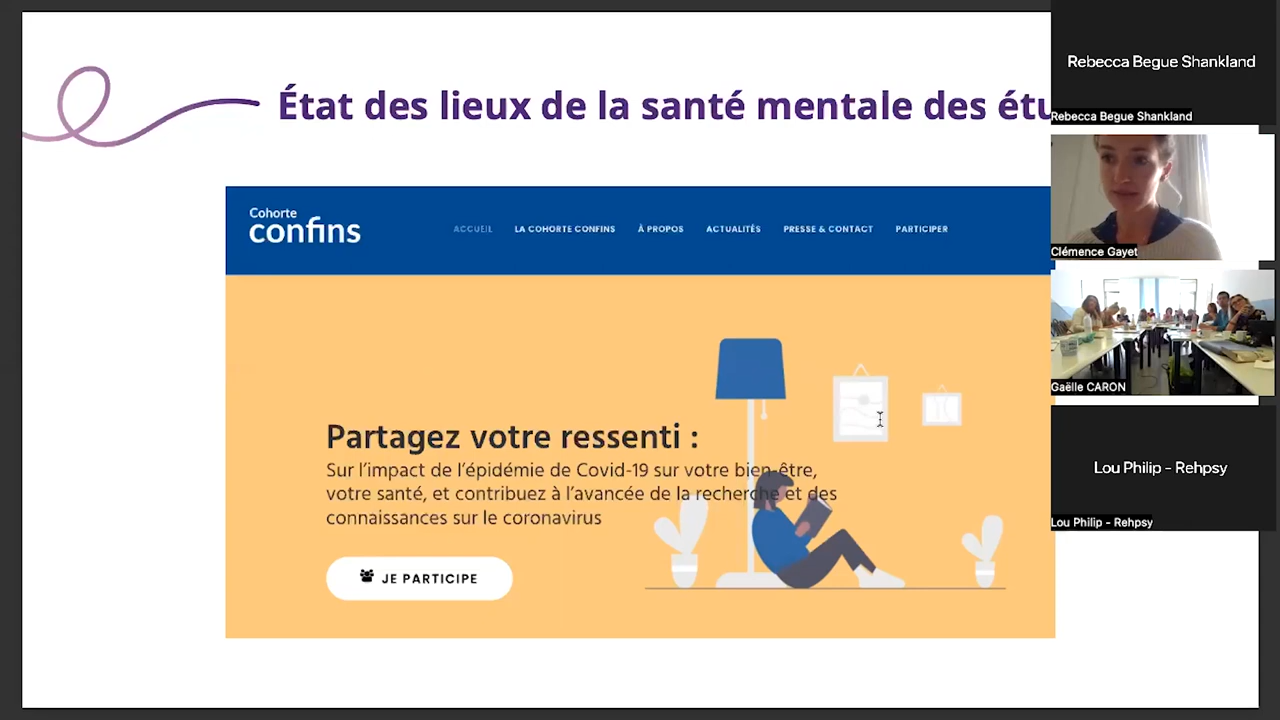 État des lieux de la santé mentale des étu
Cohorte
confins
ACCUEIL
LA COHORTE CONFINS
À PROPOS
ACTUALITÉS
PRESSE & CONTACT
PARTICIPER
Partagez votre ressenti :
Sur l'impact de l'épidémie de Covid-19 sur votre bien-être,
votre santé, et contribuez à l'avancée de la recherche et des
connaissances sur le coronavirus
JE PARTICIPE
Rebecca Begue Shankland
Rebecca Begue Shankland
Clémence Gayet
Gaëlle CARON
Lou Philip - Rehpsy
Lou Philip - Rehpsy